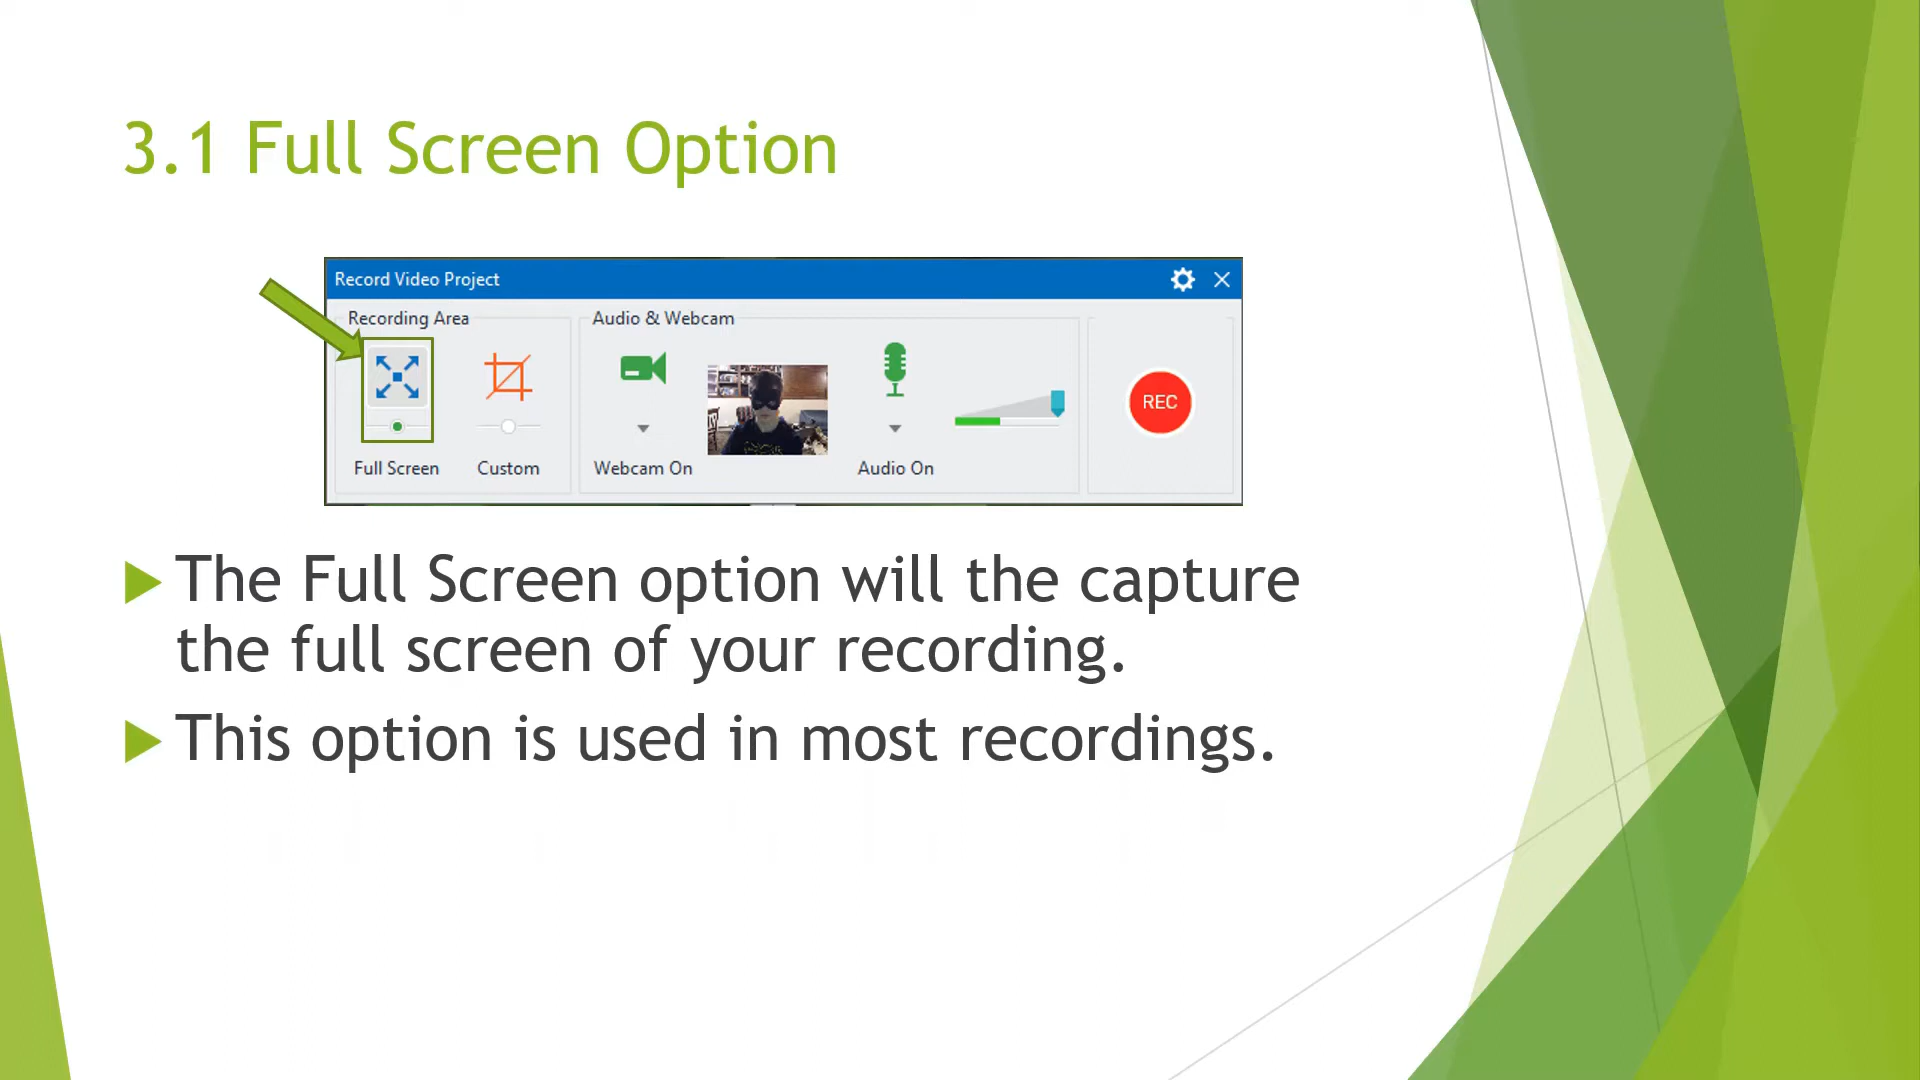 3.1 Full Screen Option
Record Video Project
Recording Area
Audio & Webcam
REC
Full Screen
Custom
Webcam On
Audio On
The Full Screen option will the capture
the full screen of your recording.
This option is used in most recordings.